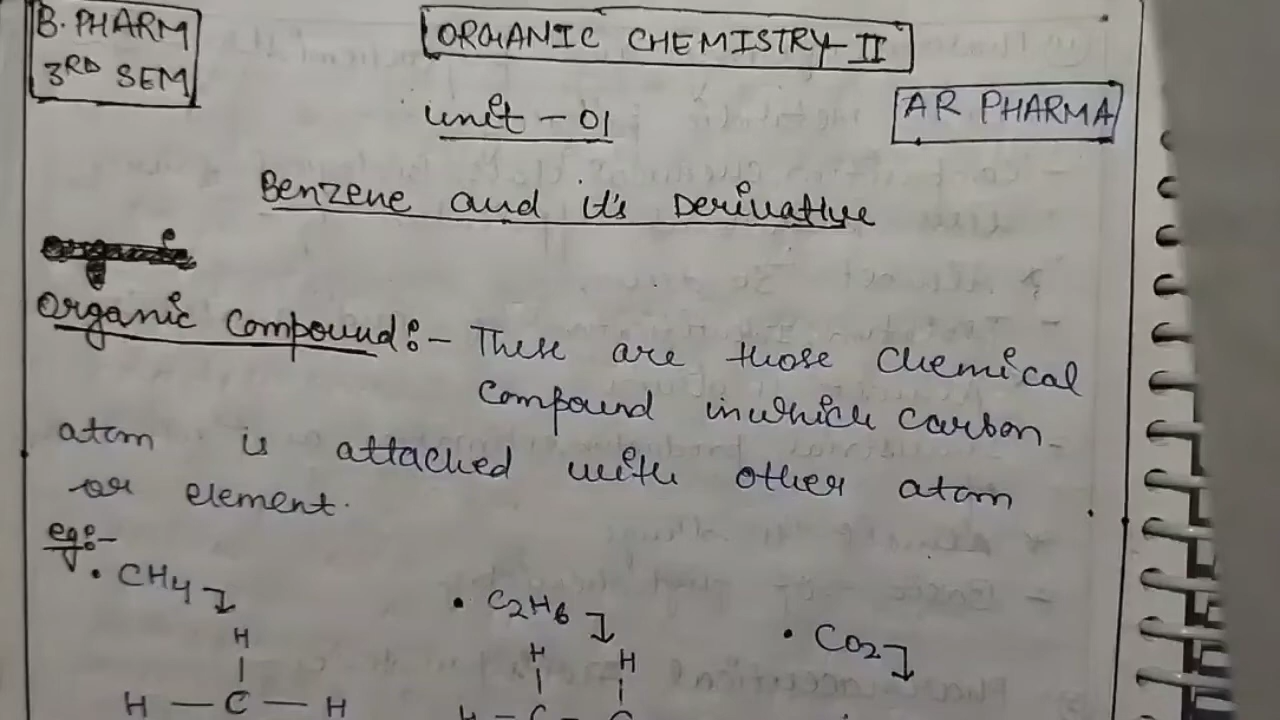 B. PHARM
3RD SEM
ORGANIC CHEMISTRY-II
AR PHARMA
unit - 01
Benzene and it's Derivative
Organic Compound :- These are those chemical
compound in which carbon
atom is attached with other atom
or element.
eg:-
• CH4
• C2H6
• CO2
H
H H
H — C — H
H — C — C